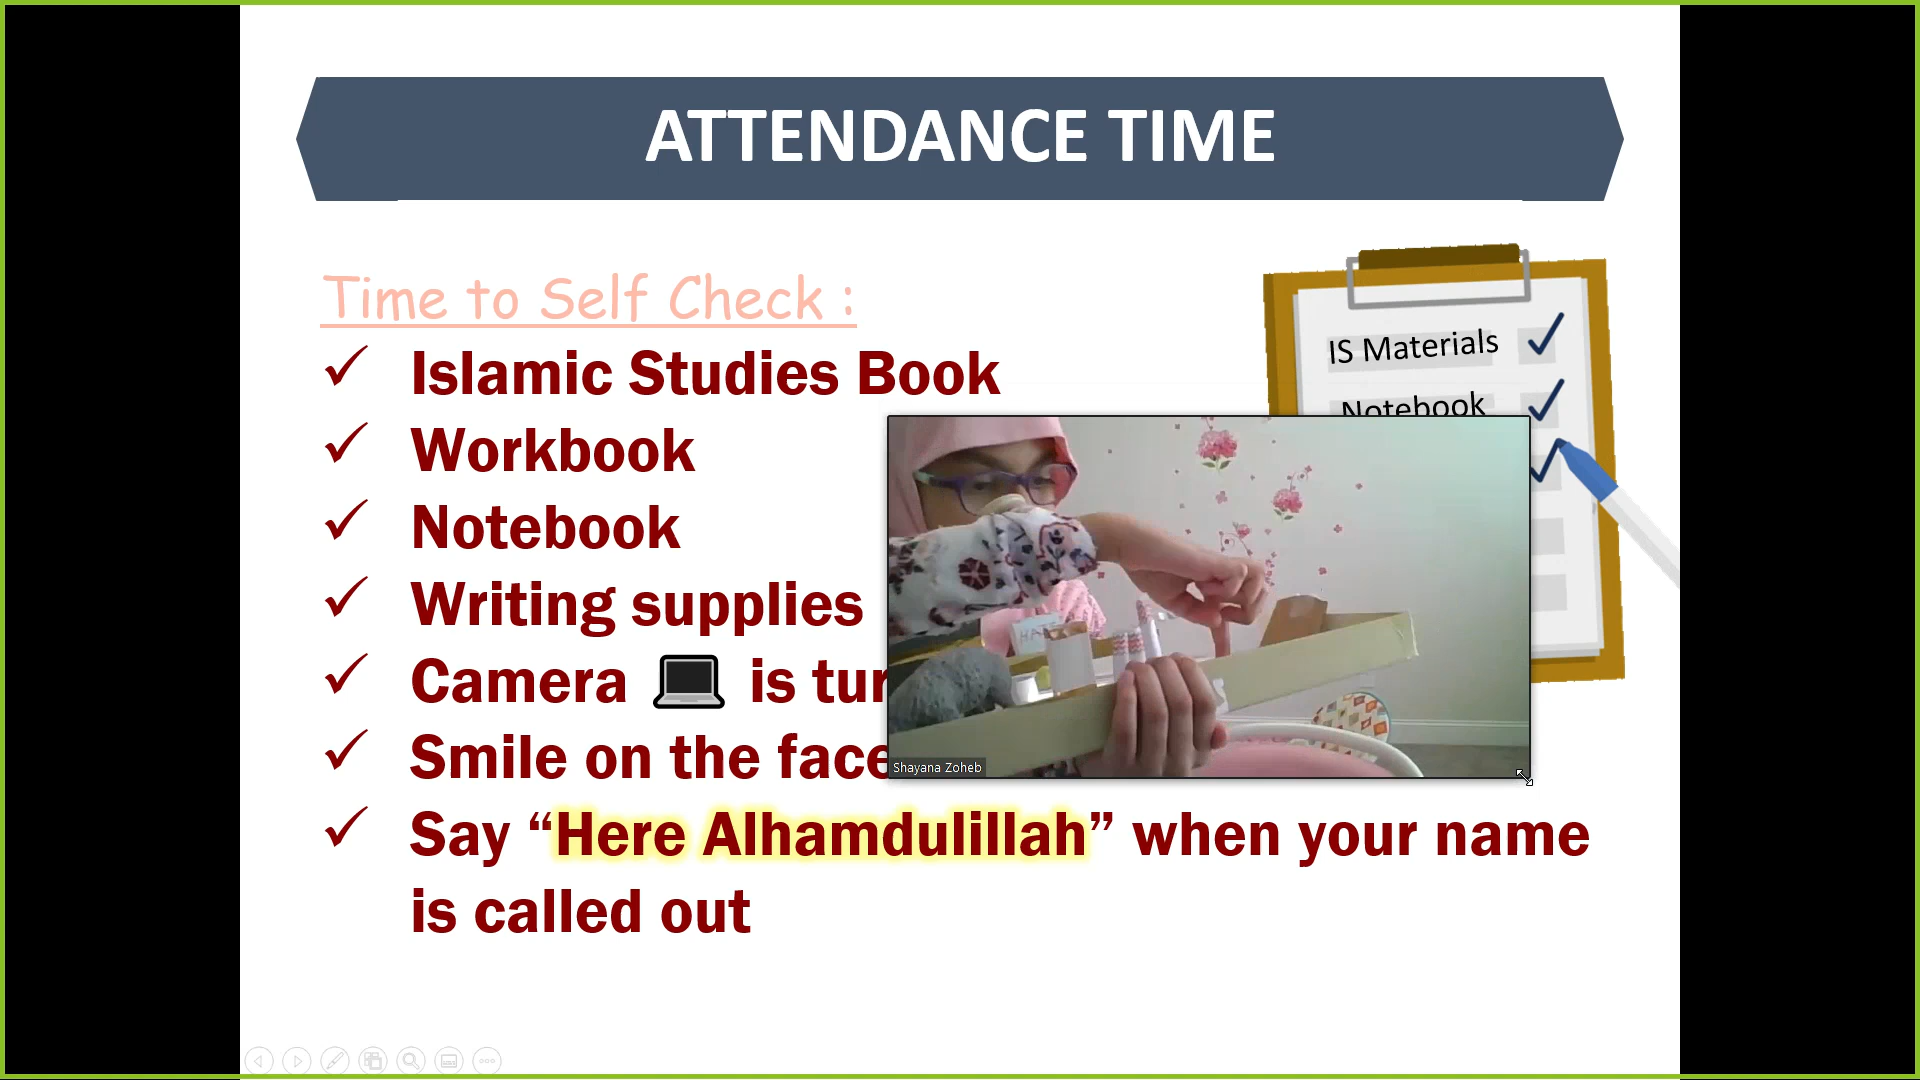 ATTENDANCE TIME
Time to Self Check :
✓ Islamic Studies Book
✓ Workbook
✓ Notebook
✓ Writing supplies
✓ Camera 💻 is tur
✓ Smile on the face
✓ Say “Here Alhamdulillah” when your name
is called out
IS Materials ✓
Notebook ✓
Shayana Zoheb